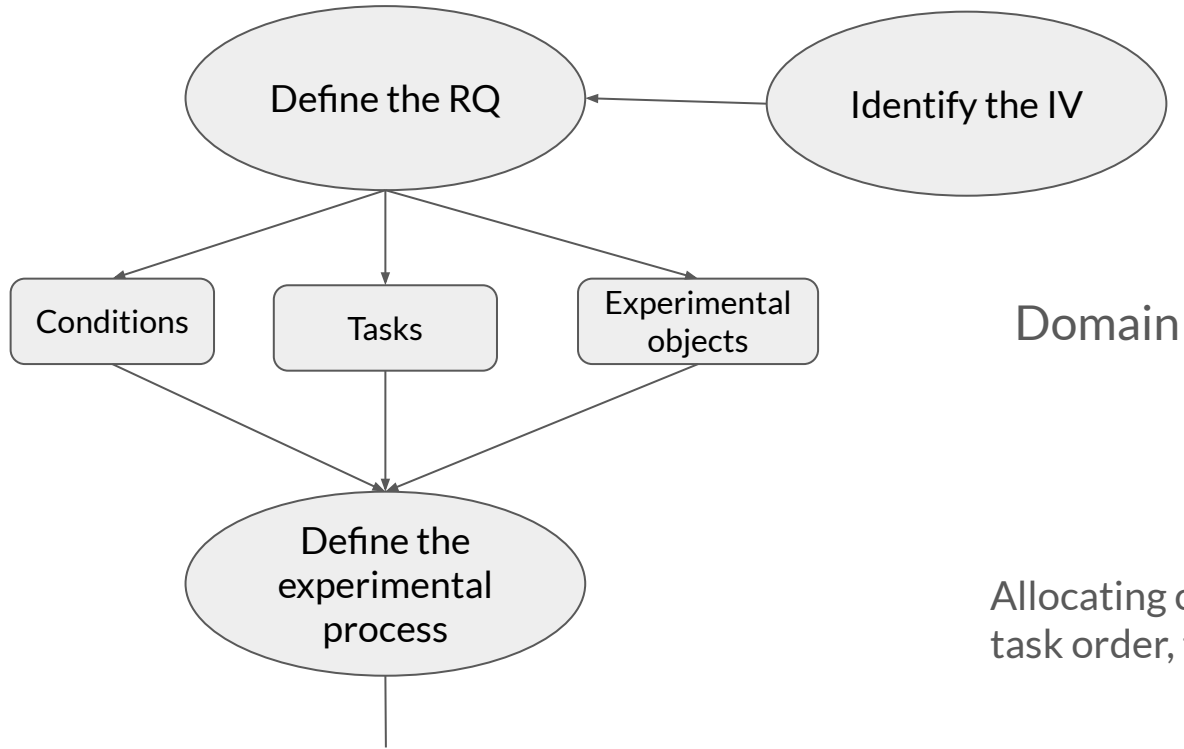 Define the RQ
Identify the IV
Conditions
Tasks
Experimental
objects
Domain
Define the
experimental
process
Allocating
task order,